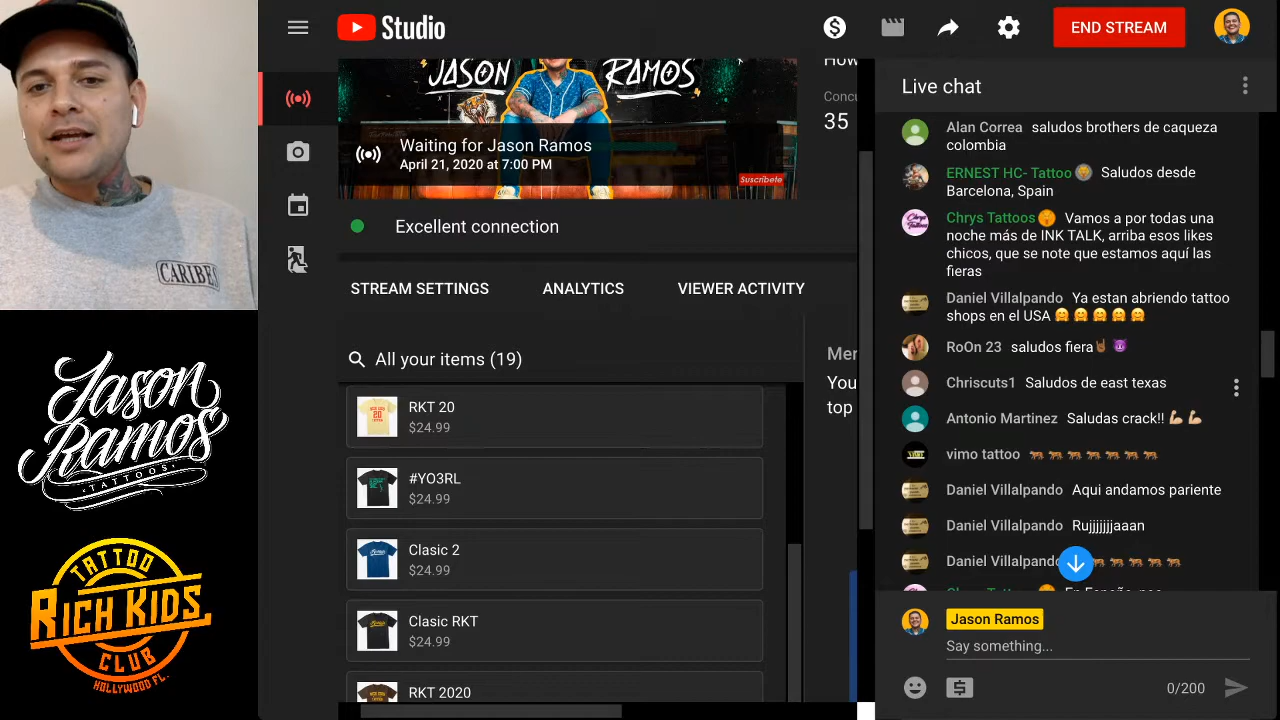 Studio
END STREAM
JASON RAMOS
Waiting for Jason Ramos
April 21, 2020 at 7:00 PM
Suscribete
Excellent connection
35
STREAM SETTINGS
ANALYTICS
VIEWER ACTIVITY
All your items (19)
RKT 20
$24.99
#YO3RL
$24.99
Clasic 2
$24.99
Clasic RKT
$24.99
RKT 2020
You
top
Live chat
Alan Correa saludos brothers de caqueza
colombia
ERNEST HC- Tattoo Saludos desde
Barcelona, Spain
Chrys Tattoos Vamos a por todas una
noche más de INK TALK, arriba esos likes
chicos, que se note que estamos aquí las
fieras
Daniel Villalpando Ya estan abriendo tattoo
shops en el USA 🤗 🤗 🤗 🤗 🤗
RoOn 23 saludos fiera🤘🏾 😈
Chriscuts1 Saludos de east texas
Antonio Martinez Saludas crack!! 💪🏼 💪🏼
vimo tattoo 🐅 🐅 🐅 🐅 🐅 🐅 🐅
Daniel Villalpando Aqui andamos pariente
Daniel Villalpando Rujjjjjjaaan
Daniel Villalpando 🐅 🐅 🐅 🐅 🐅
Jason Ramos
Say something...
0/200
CARIBE
Jason
Ramos
TATTOOS
TATTOO
RICH KIDS
CLUB
HOLLYWOOD FL.